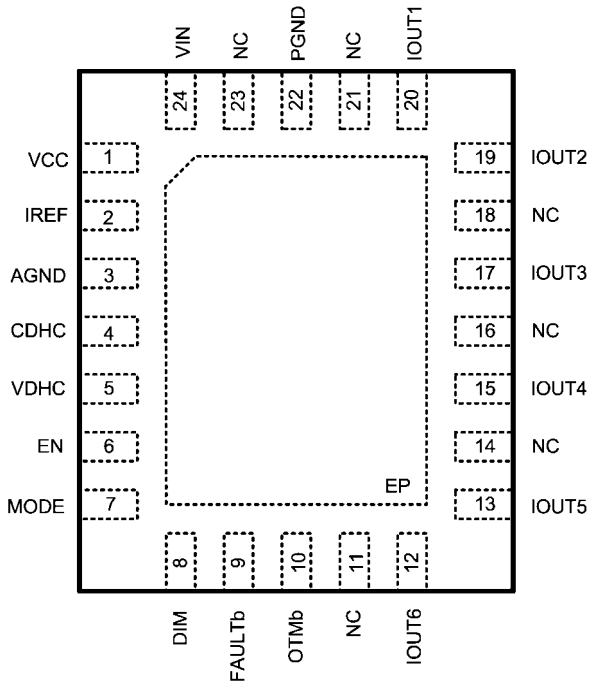 VIN
NC
PGND
NC
IOUT1
24
23
22
21
20
VCC 1
19 IOUT2
IREF 2
18 NC
AGND 3
17 IOUT3
CDHC 4
16 NC
VDHC 5
15 IOUT4
EN 6
14 NC
MODE 7
EP
13 IOUT5
8
9
10
11
12
DIM
FAULTb
OTMb
NC
IOUT6